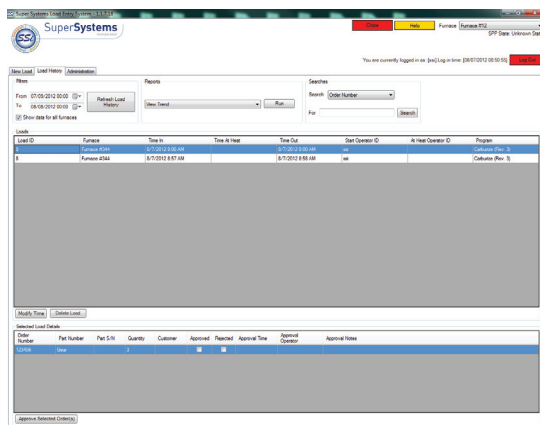 Super Systems Load Entry System
SSi
SuperSystems
Close
Help
Furnace Furnace #12
SPP State: Unknown Stat
You are currently logged in as: [ssi] Log in time: [08/07/2012 08:50:55]
Log Out
New Load Load History Administration
Filters
From 07/09/2012 00:00
To 08/08/2012 00:00
Refresh Load History
Show data for all furnaces
Reports
View Trend
Run
Searches
Search Order Number
For
Search
Loads
Load ID Furnace Time In Time At Heat Time Out Start Operator ID At Heat Operator ID Program
Furnace #344 8/7/2012 9:00 AM 8/7/2012 9:00 AM ssi Carburize (Rev. 3)
8 Furnace #344 8/7/2012 8:57 AM 8/7/2012 8:58 AM ssi Carburize (Rev. 3)
Modify Time Delete Load
Selected Load Details
Order Number Part Number Part S/N Quantity Customer Approved Rejected Approval Time Approval Operator Approval Notes
123456 Gear
Approve Selected Order(s)